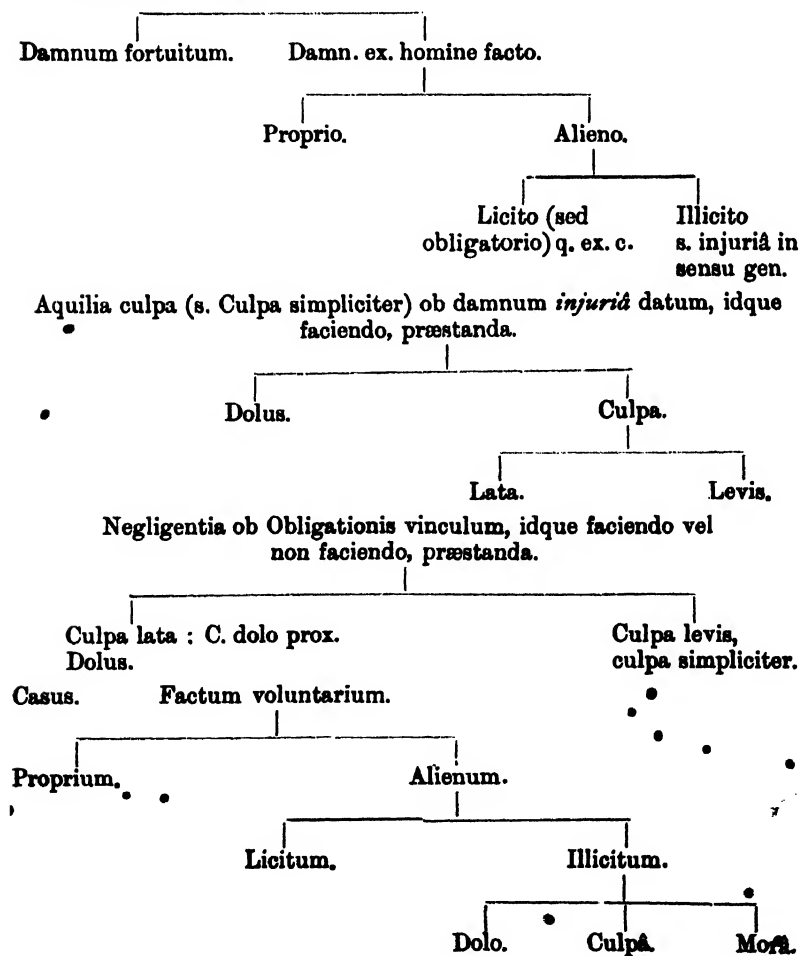 Damnum fortuitum. Damn. ex. homine facto.
Proprio. Alieno.
Licito (sed Illicito
obligatorio) q. ex. c. s. injuriâ in
sensu gen.
Aquilia culpa (s. Culpa simpliciter) ob damnum injuriâ datum, idque
faciendo, præstanda.
Dolus. Culpa.
Lata. Levis.
Negligentia ob Obligationis vinculum, idque faciendo vel
non faciendo, præstanda.
Culpa lata : C. dolo prox. Culpa levis,
Dolus. culpa simpliciter.
Casus. Factum voluntarium.
Proprium. Alienum.
Licitum. Illicitum.
Dolo. Culpâ. Morâ.